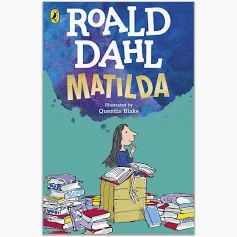 ROALD
DAHL
MATILDA
Illustrated by
Quentin Blake